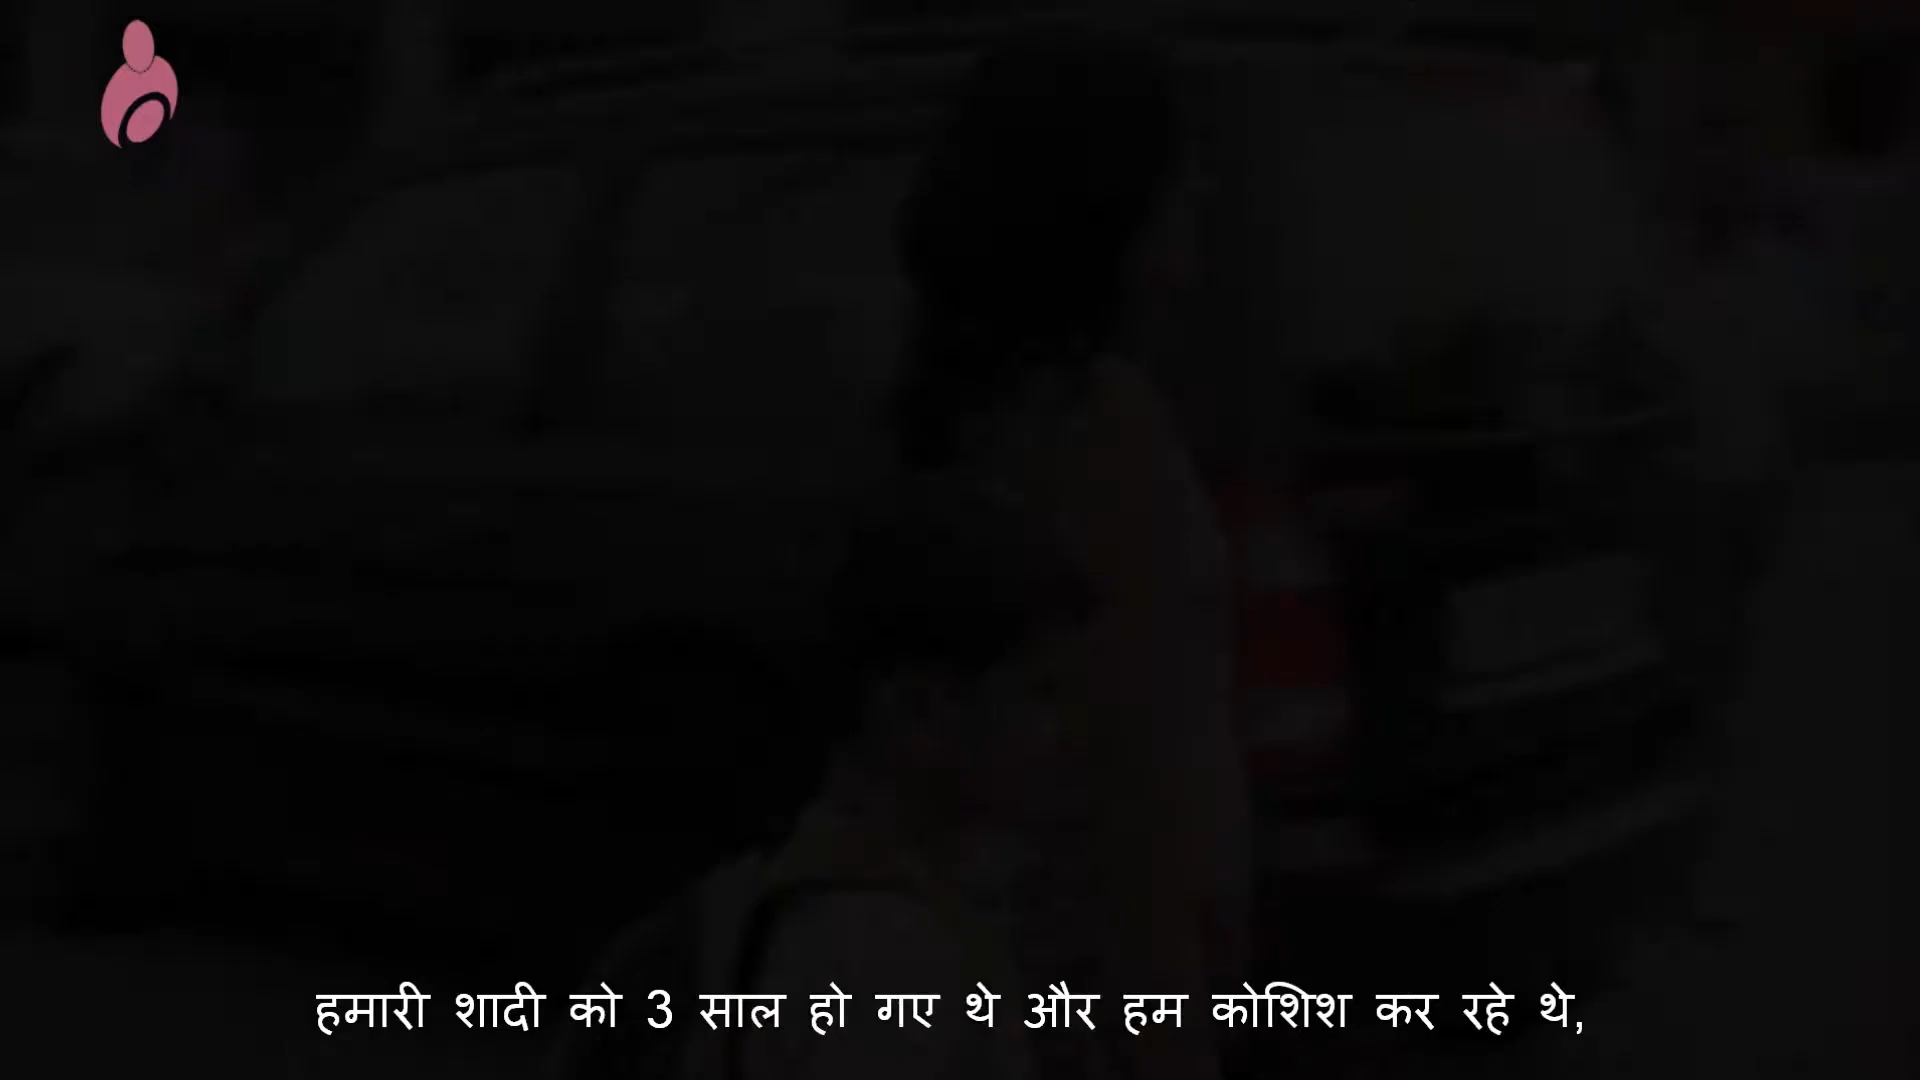 हमारी शादी को 3 साल हो गए थे और हम कोशिश कर रहे थे,